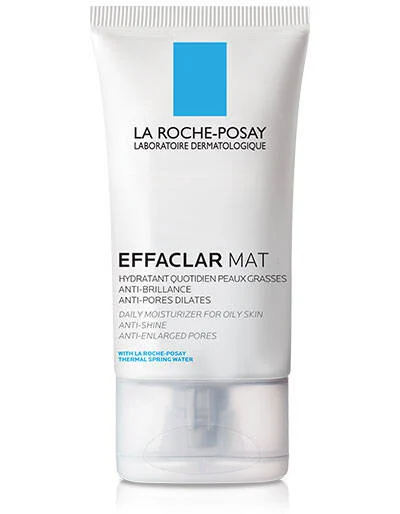 LA ROCHE-POSAY
LABORATOIRE DERMATOLOGIQUE
EFFACLAR MAT
HYDRATANT QUOTIDIEN PEAUX GRASSES
ANTI-BRILLANCE
ANTI-PORES DILATES
DAILY MOISTURIZER FOR OILY SKIN
ANTI-SHINE
ANTI-ENLARGED PORES
WITH LA ROCHE-POSAY
THERMAL SPRING WATER